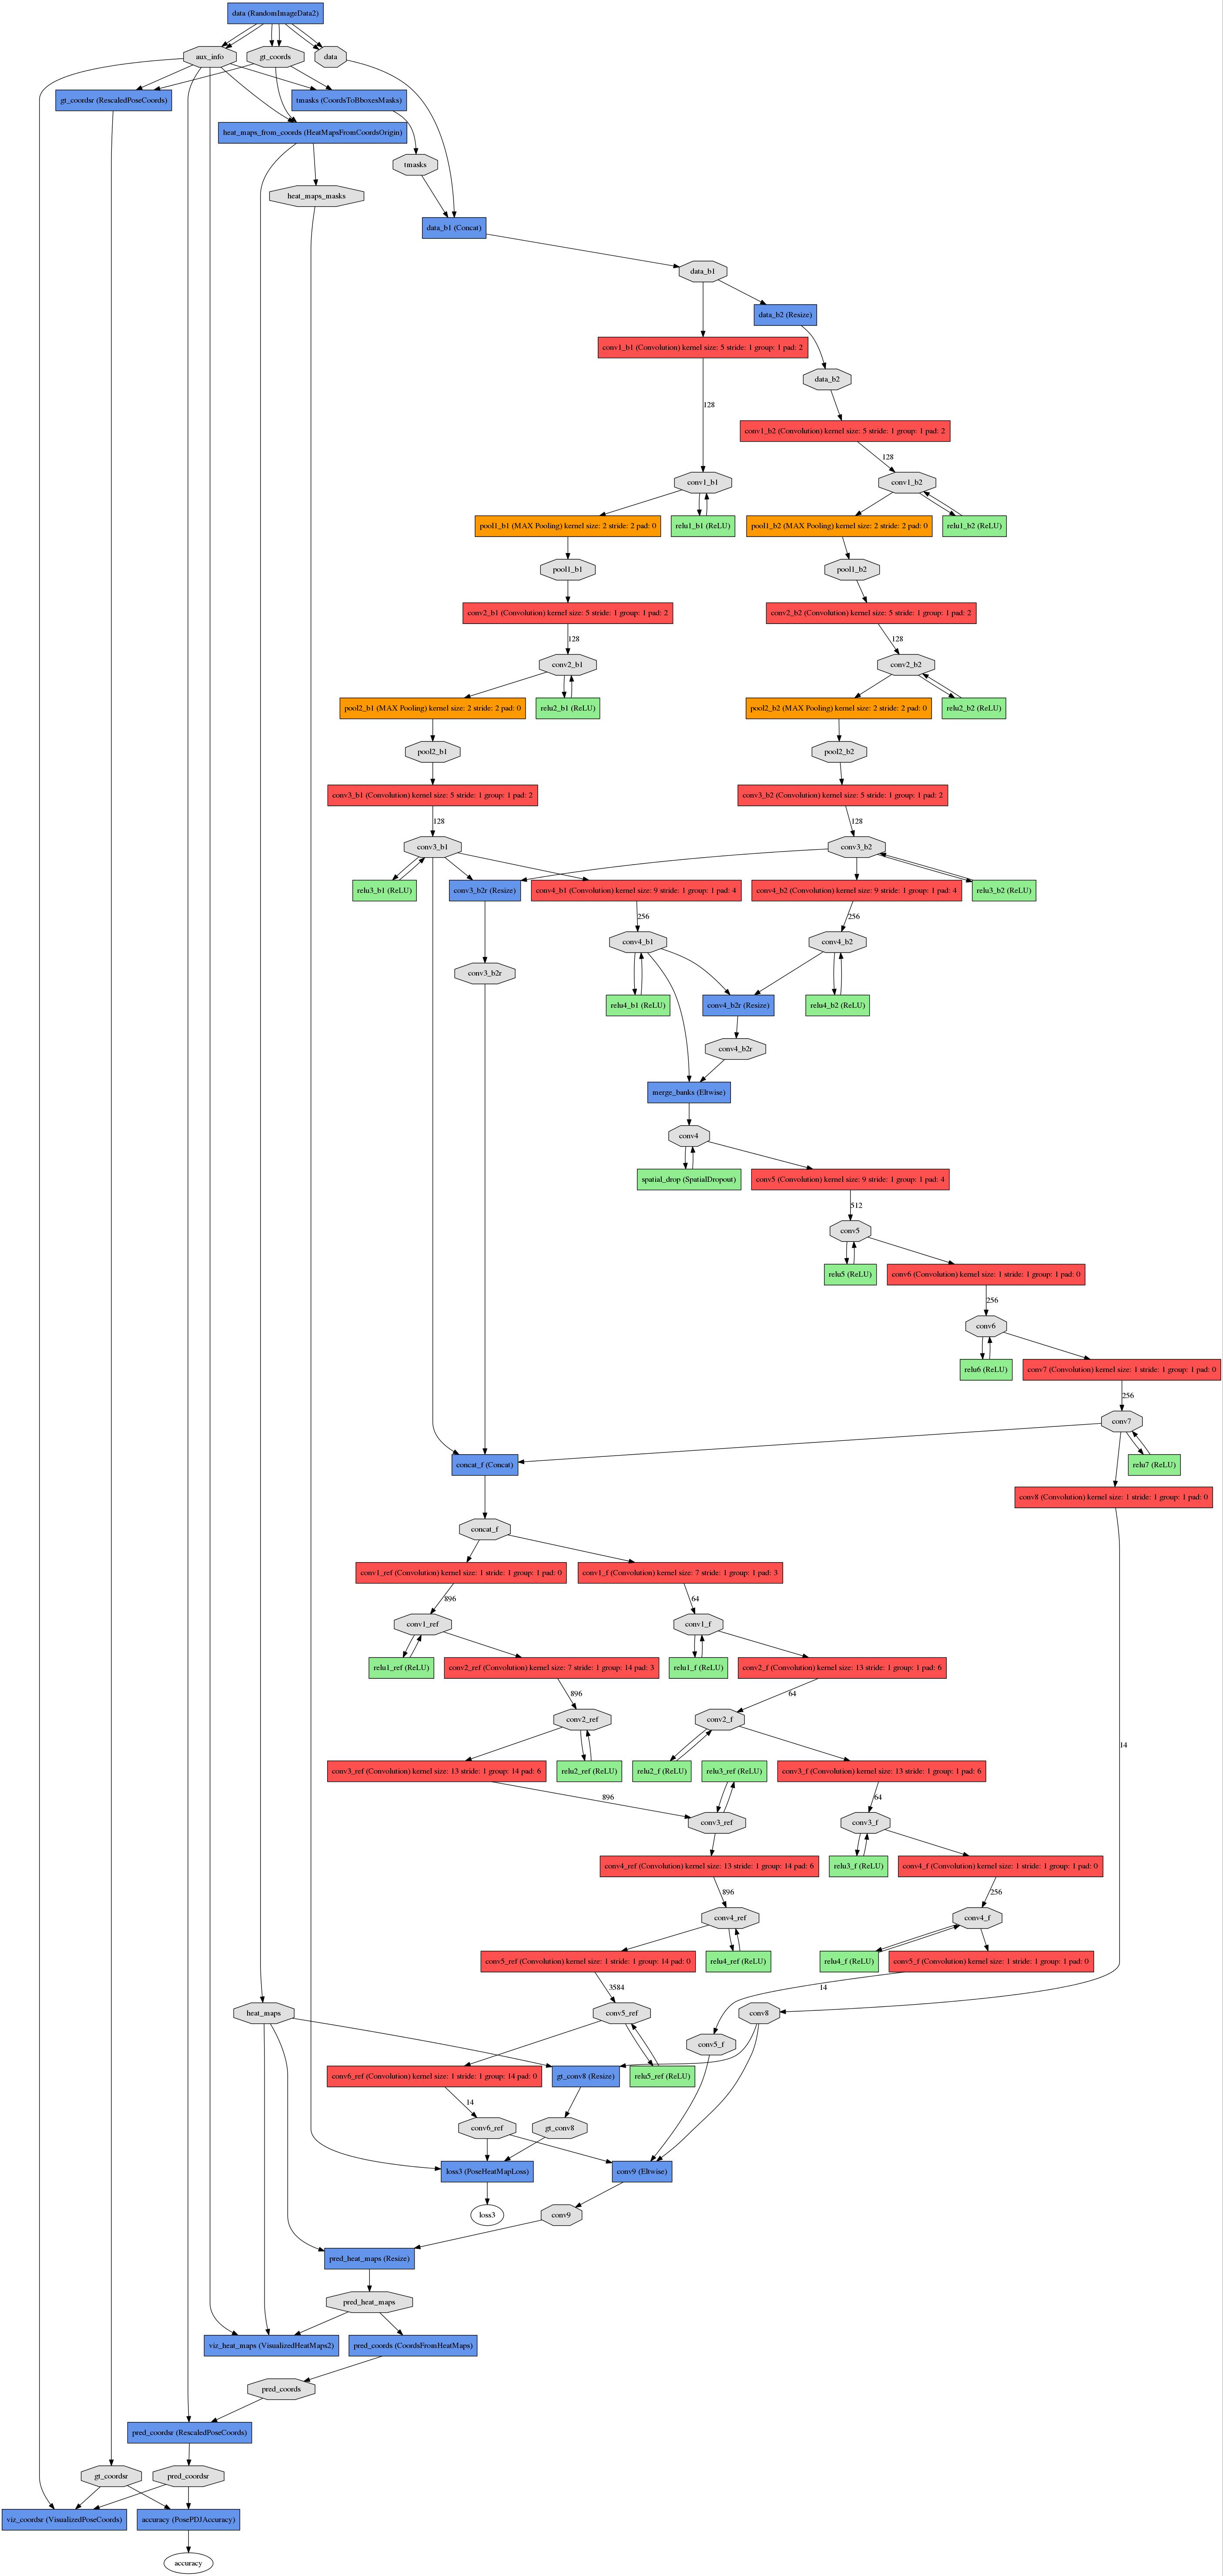 data (RandomImageData2)
aux_info
gt_coords
data
gt_coordsr (RescaledPoseCoords)
tmasks (CoordsToBboxesMasks)
heat_maps_from_coords (HeatMapsFromCoordsOrigin)
tmasks
heat_maps_masks
data_b1 (Concat)
data_b1
data_b2 (Resize)
conv1_b1 (Convolution) kernel size: 5 stride: 1 group: 1 pad: 2
data_b2
128
conv1_b2 (Convolution) kernel size: 5 stride: 1 group: 1 pad: 2
128
conv1_b1
conv1_b2
pool1_b1 (MAX Pooling) kernel size: 2 stride: 2 pad: 0
relu1_b1 (ReLU)
pool1_b2 (MAX Pooling) kernel size: 2 stride: 2 pad: 0
relu1_b2 (ReLU)
pool1_b1
pool1_b2
conv2_b1 (Convolution) kernel size: 5 stride: 1 group: 1 pad: 2
conv2_b2 (Convolution) kernel size: 5 stride: 1 group: 1 pad: 2
128
128
conv2_b1
conv2_b2
pool2_b1 (MAX Pooling) kernel size: 2 stride: 2 pad: 0
relu2_b1 (ReLU)
pool2_b2 (MAX Pooling) kernel size: 2 stride: 2 pad: 0
relu2_b2 (ReLU)
pool2_b1
pool2_b2
conv3_b1 (Convolution) kernel size: 5 stride: 1 group: 1 pad: 2
conv3_b2 (Convolution) kernel size: 5 stride: 1 group: 1 pad: 2
128
128
conv3_b1
conv3_b2
relu3_b1 (ReLU)
conv3_b2r (Resize)
conv4_b1 (Convolution) kernel size: 9 stride: 1 group: 1 pad: 4
conv4_b2 (Convolution) kernel size: 9 stride: 1 group: 1 pad: 4
relu3_b2 (ReLU)
256
256
conv4_b1
conv4_b2
conv3_b2r
relu4_b1 (ReLU)
conv4_b2r (Resize)
relu4_b2 (ReLU)
conv4_b2r
merge_banks (Eltwise)
conv4
spatial_drop (SpatialDropout)
conv5 (Convolution) kernel size: 9 stride: 1 group: 1 pad: 4
512
conv5
relu5 (ReLU)
conv6 (Convolution) kernel size: 1 stride: 1 group: 1 pad: 0
256
conv6
relu6 (ReLU)
conv7 (Convolution) kernel size: 1 stride: 1 group: 1 pad: 0
256
conv7
concat_f (Concat)
relu7 (ReLU)
conv8 (Convolution) kernel size: 1 stride: 1 group: 1 pad: 0
concat_f
conv1_ref (Convolution) kernel size: 1 stride: 1 group: 1 pad: 0
conv1_f (Convolution) kernel size: 7 stride: 1 group: 1 pad: 3
896
64
conv1_ref
conv1_f
relu1_ref (ReLU)
conv2_ref (Convolution) kernel size: 7 stride: 1 group: 14 pad: 3
relu1_f (ReLU)
conv2_f (Convolution) kernel size: 13 stride: 1 group: 1 pad: 6
896
64
conv2_ref
conv2_f
14
conv3_ref (Convolution) kernel size: 13 stride: 1 group: 14 pad: 6
relu2_ref (ReLU)
relu2_f (ReLU)
relu3_ref (ReLU)
conv3_f (Convolution) kernel size: 13 stride: 1 group: 1 pad: 6
896
64
conv3_ref
conv3_f
conv4_ref (Convolution) kernel size: 13 stride: 1 group: 14 pad: 6
relu3_f (ReLU)
conv4_f (Convolution) kernel size: 1 stride: 1 group: 1 pad: 0
896
256
conv4_ref
conv4_f
conv5_ref (Convolution) kernel size: 1 stride: 1 group: 14 pad: 0
relu4_ref (ReLU)
relu4_f (ReLU)
conv5_f (Convolution) kernel size: 1 stride: 1 group: 1 pad: 0
3584
14
heat_maps
conv5_ref
conv8
conv5_f
conv6_ref (Convolution) kernel size: 1 stride: 1 group: 14 pad: 0
gt_conv8 (Resize)
relu5_ref (ReLU)
14
conv6_ref
gt_conv8
loss3 (PoseHeatMapLoss)
conv9 (Eltwise)
loss3
conv9
pred_heat_maps (Resize)
pred_heat_maps
viz_heat_maps (VisualizedHeatMaps2)
pred_coords (CoordsFromHeatMaps)
pred_coords
pred_coordsr (RescaledPoseCoords)
gt_coordsr
pred_coordsr
viz_coordsr (VisualizedPoseCoords)
accuracy (PosePDJAccuracy)
accuracy